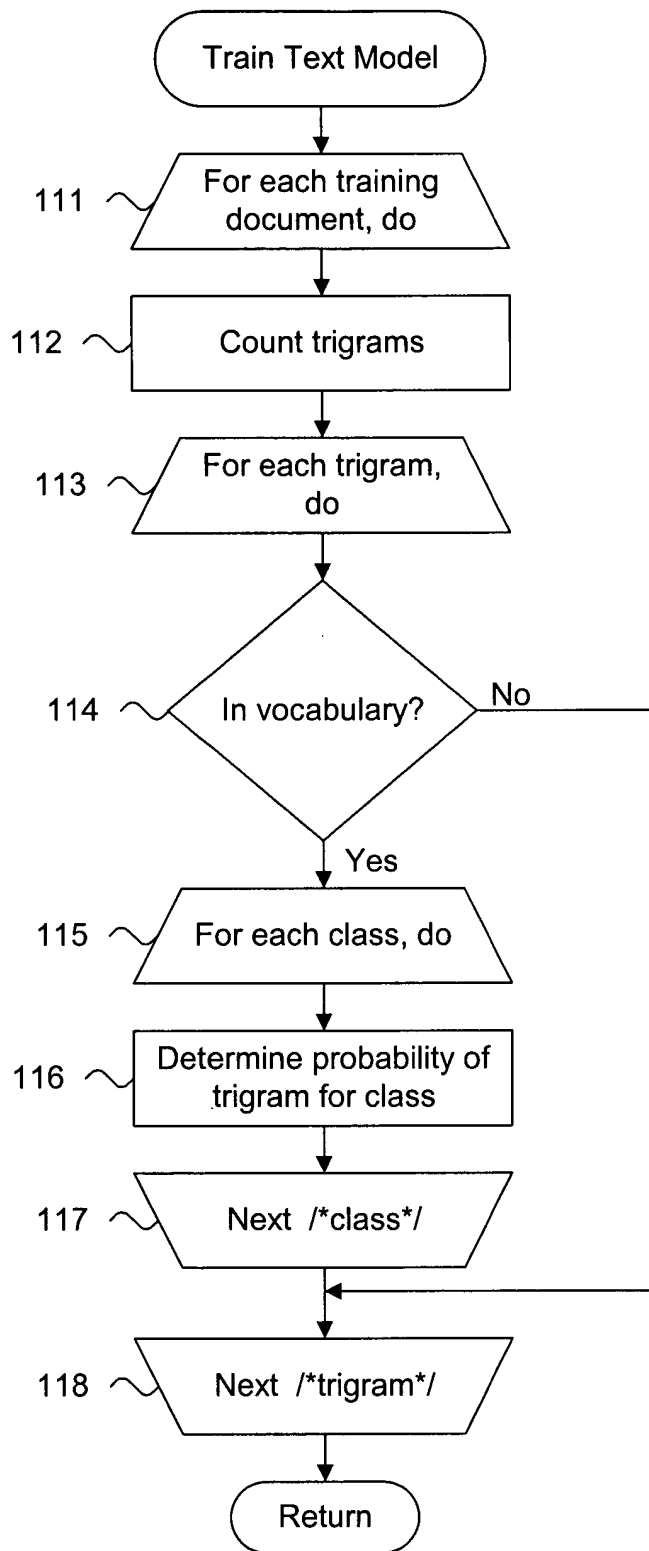 Train Text Model
111
For each training
document, do
112
Count trigrams
113
For each trigram,
do
114
In vocabulary?
No
Yes
115
For each class, do
116
Determine probability of
trigram for class
117
Next /*class*/
118
Next /*trigram*/
Return